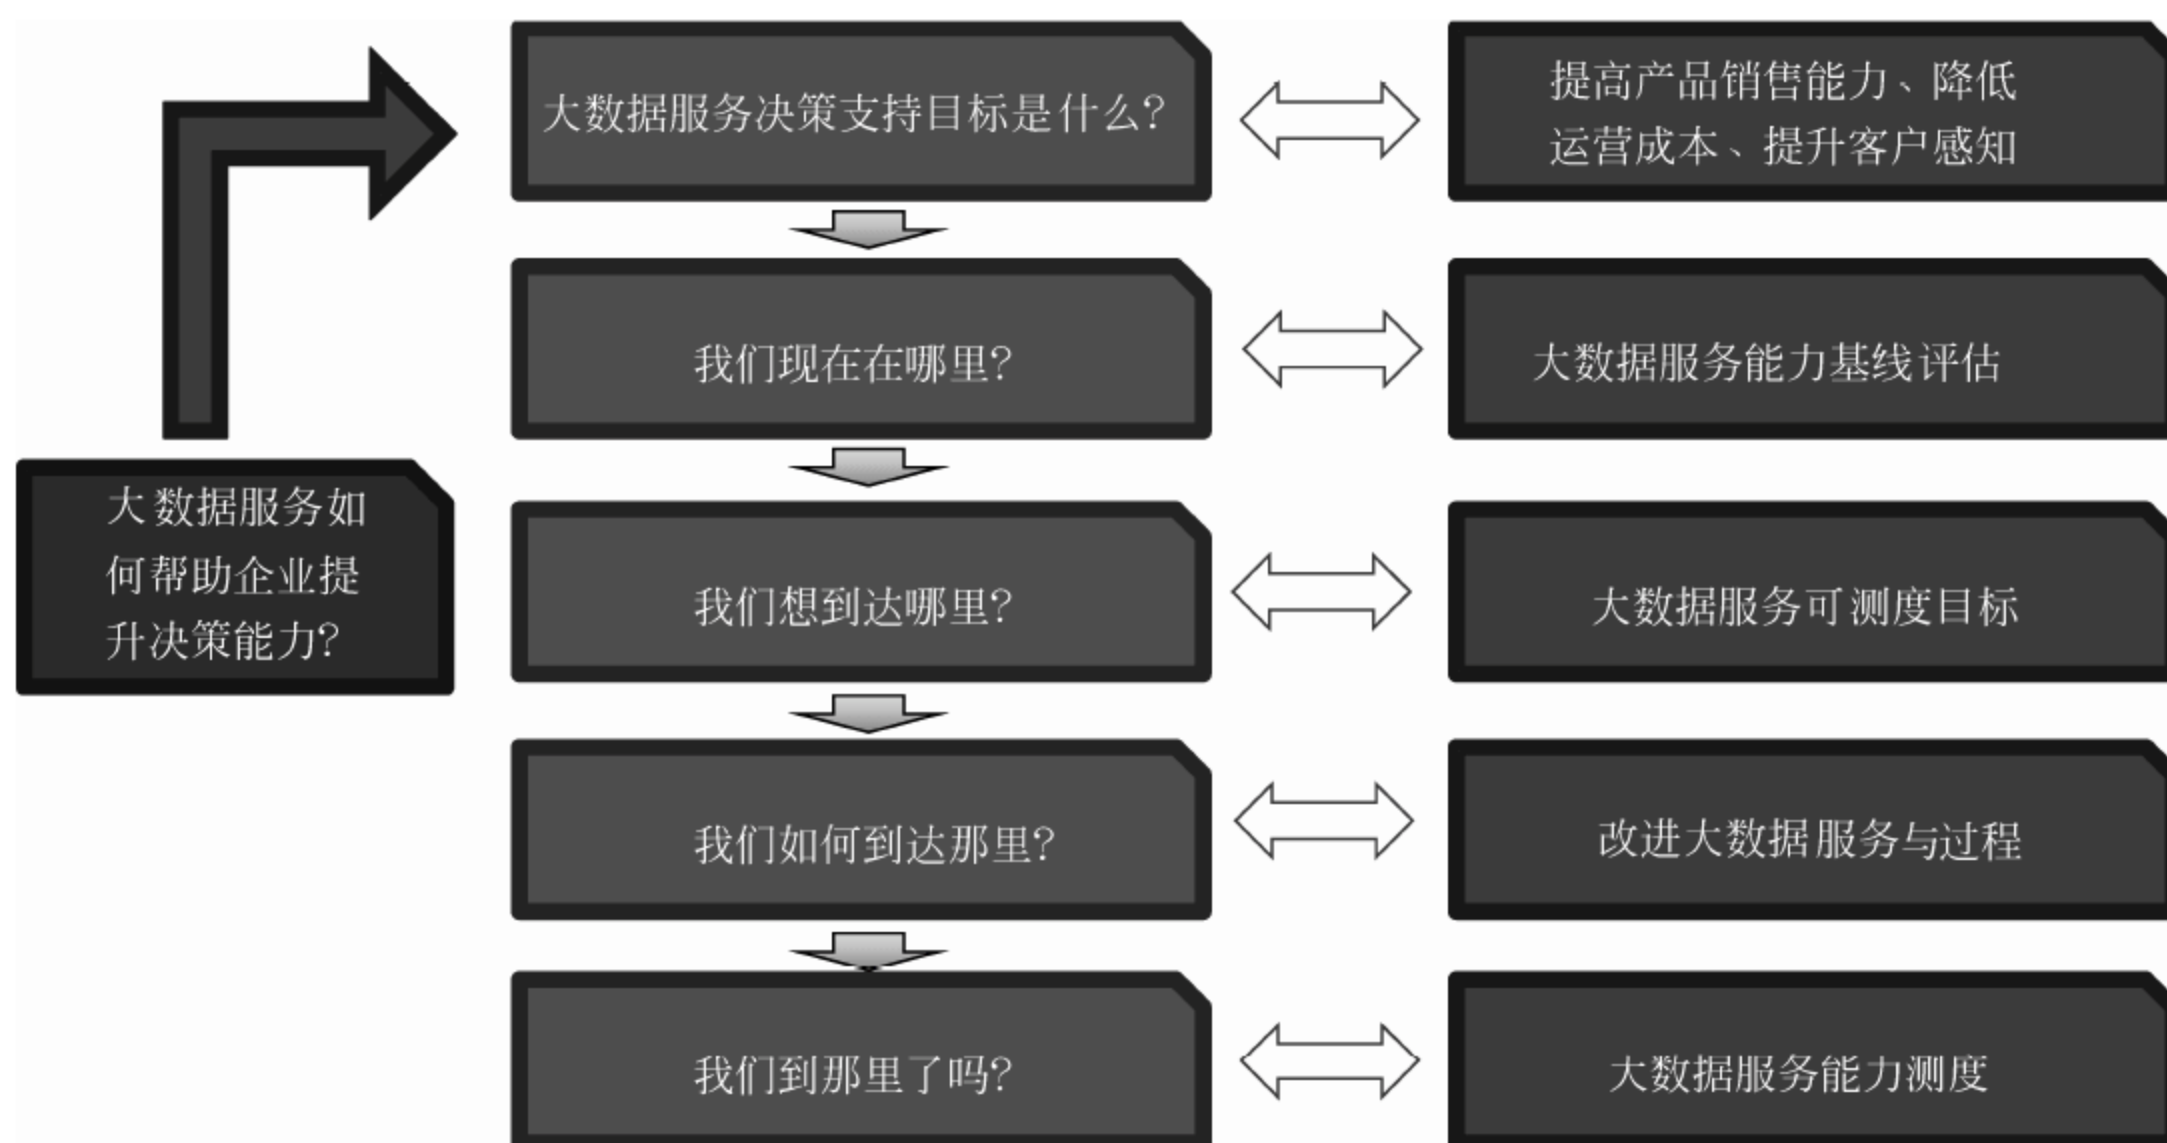 大数据服务决策支持目标是什么?
提高产品销售能力、降低
运营成本、提升客户感知
我们现在在哪里?
大数据服务能力基线评估
大数据服务如
何帮助企业提
升决策能力?
我们想到达哪里?
大数据服务可测度目标
我们如何到达那里?
改进大数据服务与过程
我们到那里了吗?
大数据服务能力测度